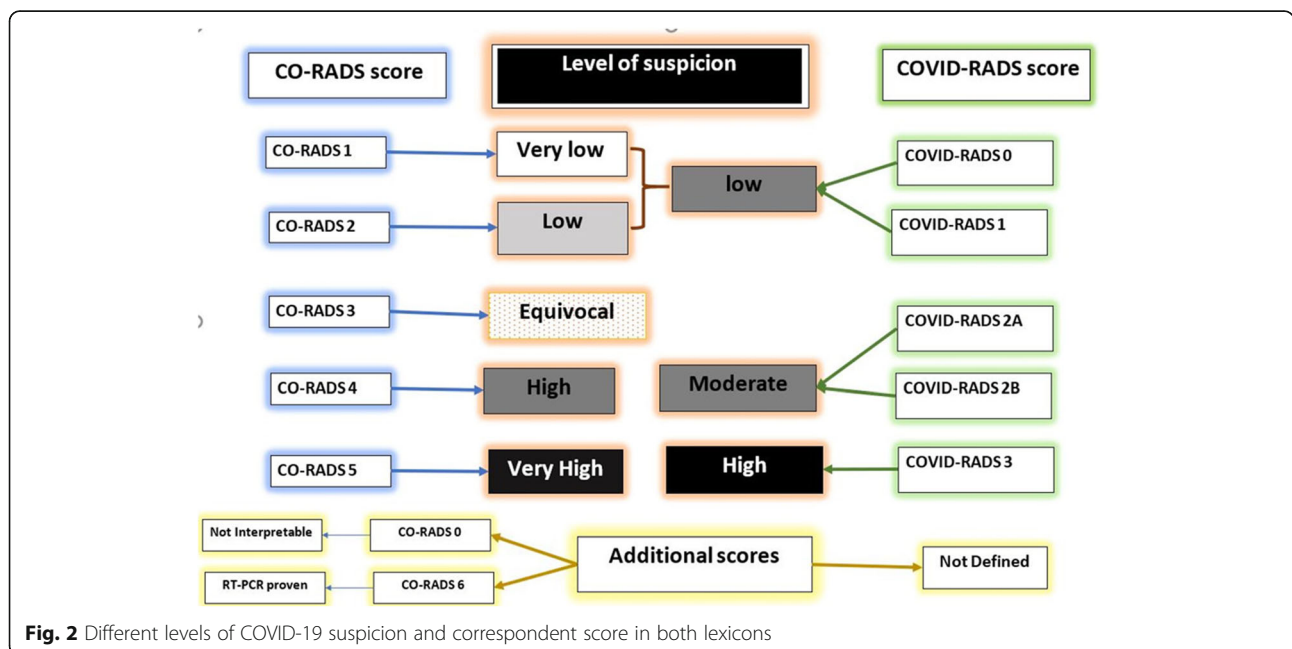 CO-RADS score
Level of suspicion
COVID-RADS score
CO-RADS 1
Very low
low
COVID-RADS 0
CO-RADS 2
Low
COVID-RADS 1
CO-RADS 3
Equivocal
COVID-RADS 2A
CO-RADS 4
High
Moderate
COVID-RADS 2B
CO-RADS 5
Very High
High
COVID-RADS 3
Not Interpretable
CO-RADS 0
Additional scores
Not Defined
RT-PCR proven
CO-RADS 6
Fig. 2 Different levels of COVID-19 suspicion and correspondent score in both lexicons